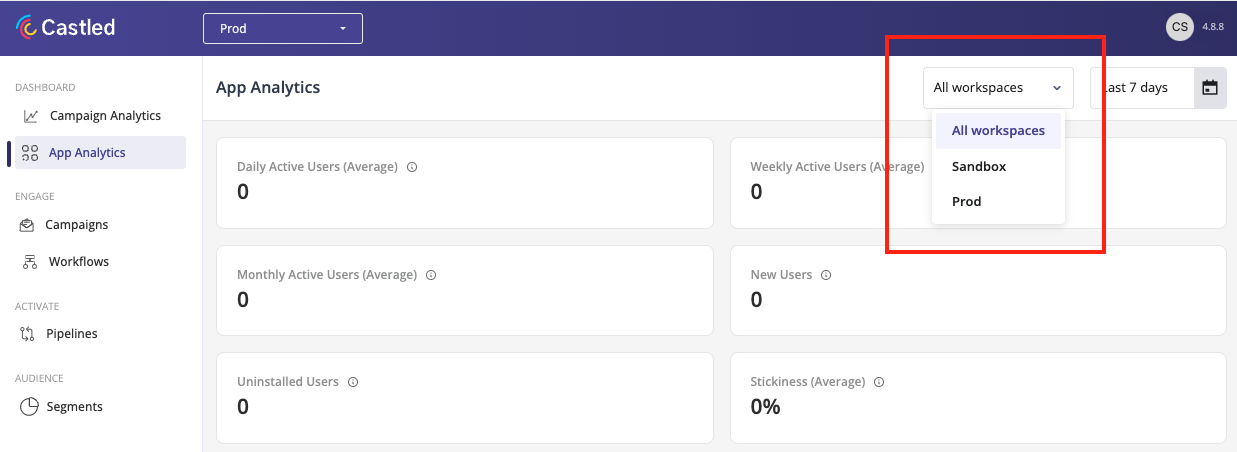 Castled
Prod
CS
4.8.8
DASHBOARD
Campaign Analytics
App Analytics
ENGAGE
Campaigns
Workflows
ACTIVATE
Pipelines
AUDIENCE
Segments
App Analytics
All workspaces
Last 7 days
All workspaces
Sandbox
Prod
Daily Active Users (Average)
0
Weekly Active Users (Average)
0
Monthly Active Users (Average)
0
New Users
0
Uninstalled Users
0
Stickiness (Average)
0%